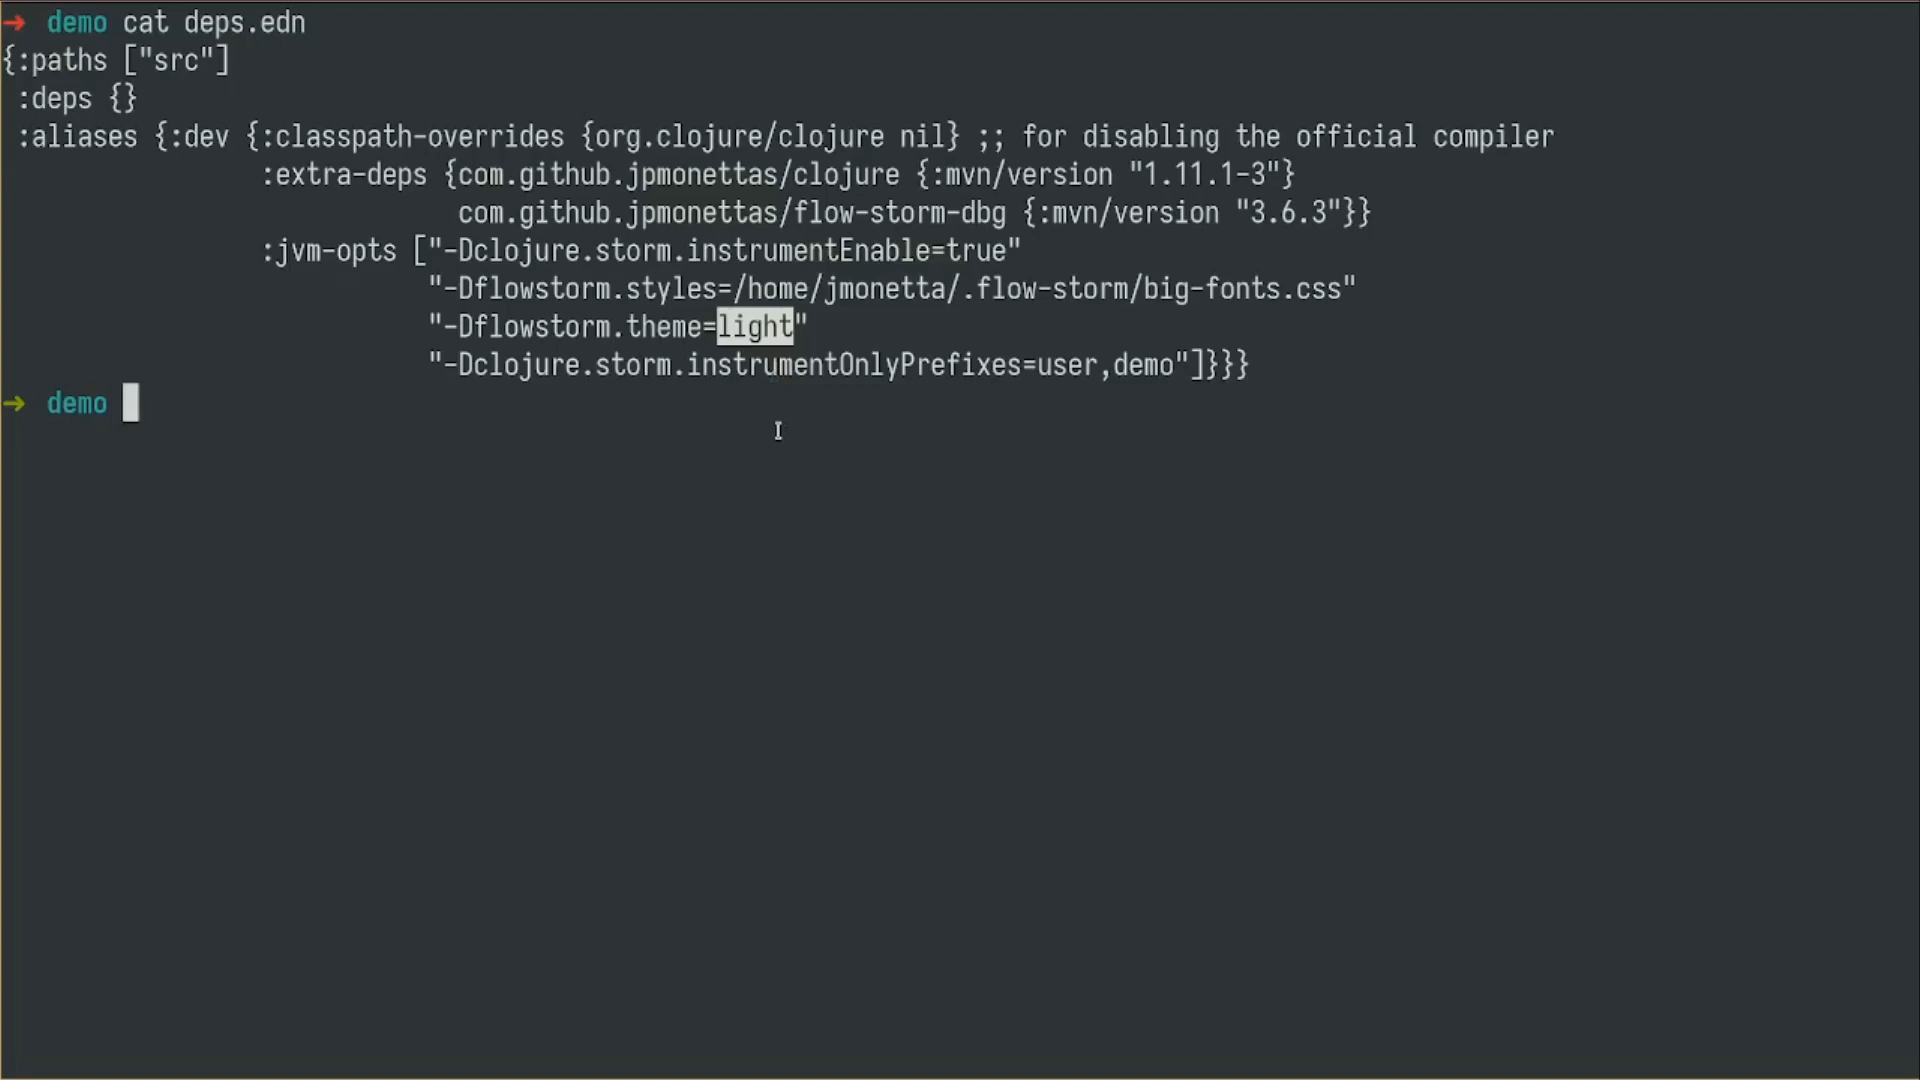 → demo cat deps.edn
{:paths ["src"]
 :deps {}
 :aliases {:dev {:classpath-overrides {org.clojure/clojure nil} ;; for disabling the official compiler
                 :extra-deps {com.github.jpmonettas/clojure {:mvn/version "1.11.1-3"}
                              com.github.jpmonettas/flow-storm-dbg {:mvn/version "3.6.3"}}
                 :jvm-opts ["-Dclojure.storm.instrumentEnable=true"
                            "-Dflowstorm.styles=/home/jmonetta/.flow-storm/big-fonts.css"
                            "-Dflowstorm.theme=light"
                            "-Dclojure.storm.instrumentOnlyPrefixes=user,demo"]}}}
→ demo